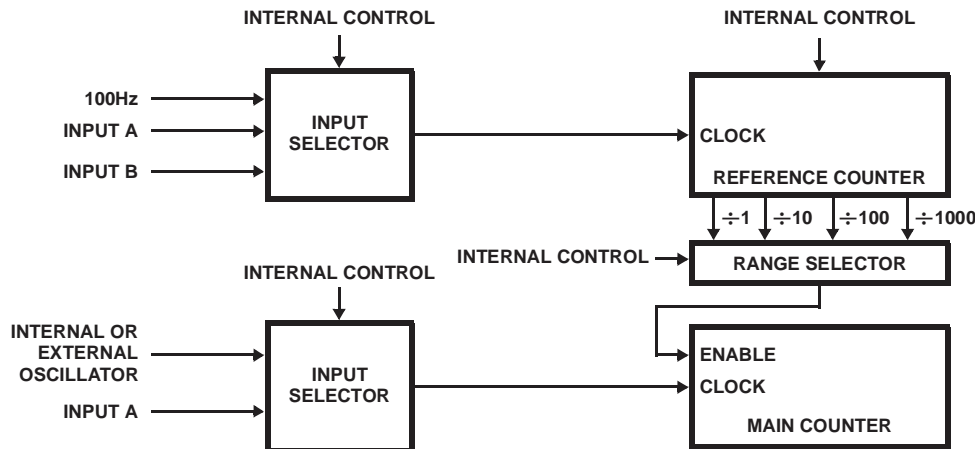 INTERNAL CONTROL
INTERNAL CONTROL
100Hz
INPUT A
INPUT B
INPUT
SELECTOR
CLOCK
REFERENCE COUNTER
÷1
÷10
÷100
÷1000
INTERNAL CONTROL
RANGE SELECTOR
INTERNAL CONTROL
INTERNAL OR
EXTERNAL
OSCILLATOR
INPUT A
INPUT
SELECTOR
ENABLE
CLOCK
MAIN COUNTER